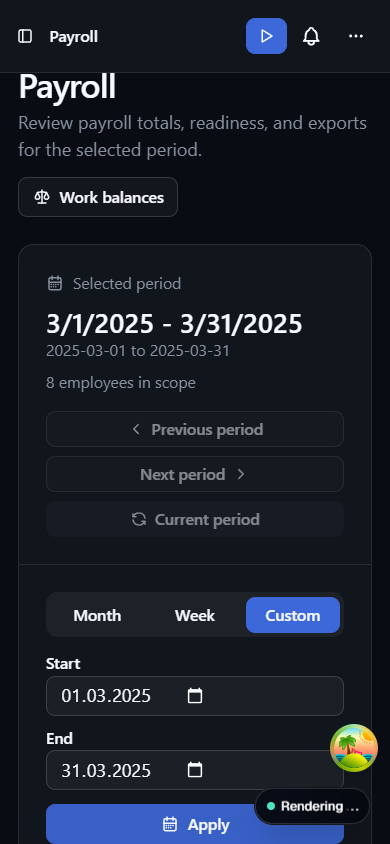 Payroll
Payroll
Review payroll totals, readiness, and exports
for the selected period.
Work balances
Selected period
3/1/2025 - 3/31/2025
2025-03-01 to 2025-03-31
8 employees in scope
Previous period
Next period
Current period
Month Week Custom
Start
01.03.2025
End
31.03.2025
Rendering ...
Apply